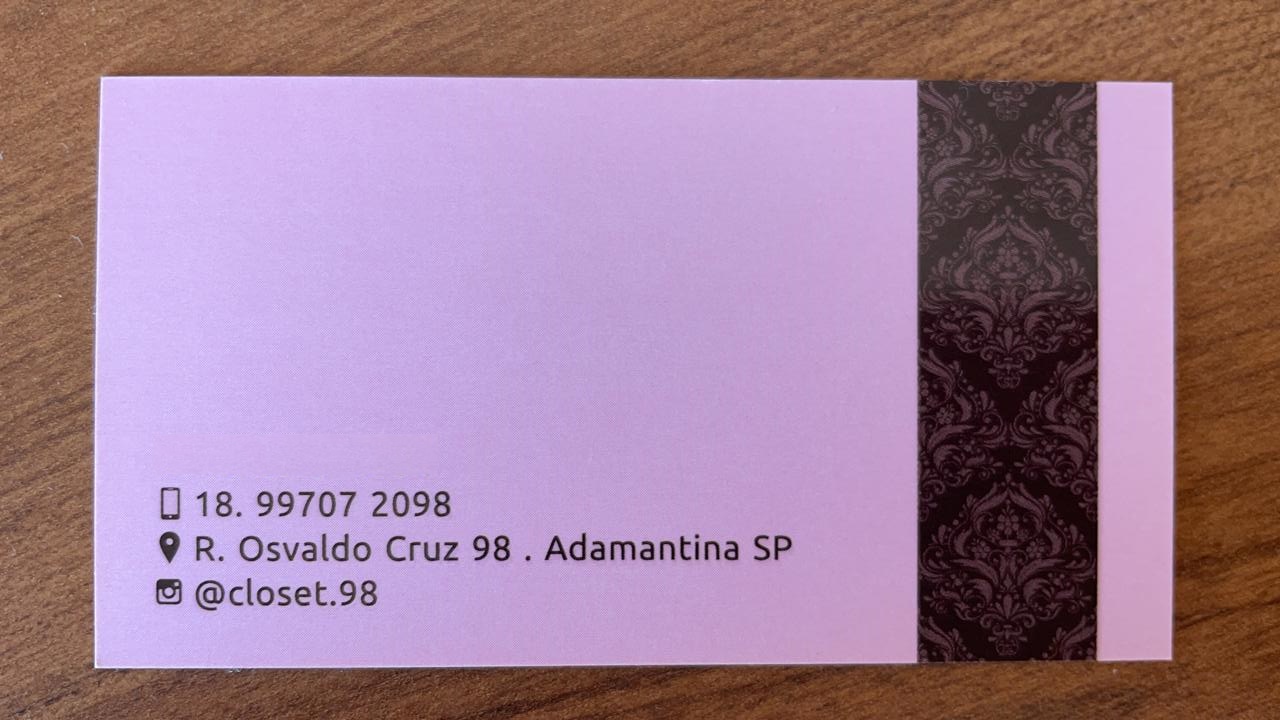 18. 99707 2098
R. Osvaldo Cruz 98 . Adamantina SP
@closet.98